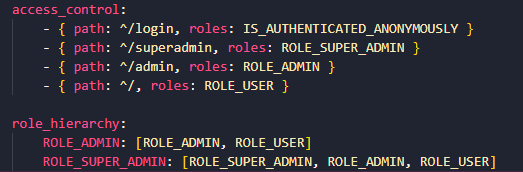 access_control:
    - { path: ^/login, roles: IS_AUTHENTICATED_ANONYMOUSLY }
    - { path: ^/superadmin, roles: ROLE_SUPER_ADMIN }
    - { path: ^/admin, roles: ROLE_ADMIN }
    - { path: ^/, roles: ROLE_USER }

role_hierarchy:
    ROLE_ADMIN: [ROLE_ADMIN, ROLE_USER]
    ROLE_SUPER_ADMIN: [ROLE_SUPER_ADMIN, ROLE_ADMIN, ROLE_USER]